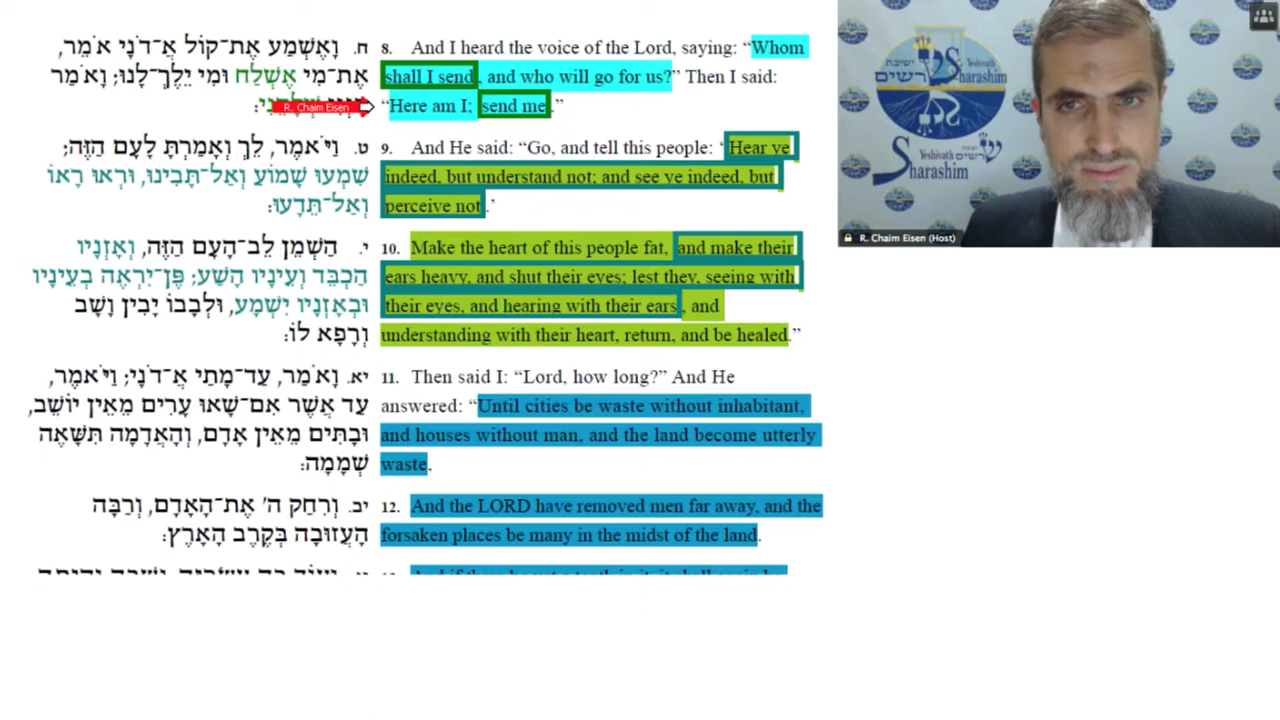 ח. וָאֶשְׁמַע אֶת־קוֹל אֲ־דֹנָי אֹמֵר,
אֶת־מִי אֶשְׁלַח וּמִי יֵלֶךְ־לָנוּ; וָאֹמַר
R. Chaim Eisen
ט. וַיֹּאמֶר, לֵךְ וְאָמַרְתָּ לָעָם הַזֶּה;
שִׁמְעוּ שָׁמוֹעַ וְאַל־תָּבִינוּ, וּרְאוּ רָאוֹ
וְאַל־תֵּדָעוּ:
י. הַשְׁמֵן לֵב־הָעָם הַזֶּה, וְאָזְנָיו
הַכְבֵּד וְעֵינָיו הָשַׁע; פֶּן־יִרְאֶה בְעֵינָיו
וּבְאָזְנָיו יִשְׁמָע, וּלְבָבוֹ יָבִין וָשָׁב
וְרָפָא לוֹ:
יא. וָאֹמַר, עַד־מָתַי אֲ־דֹנָי; וַיֹּאמֶר,
עַד אֲשֶׁר אִם־שָׁאוּ עָרִים מֵאֵין יוֹשֵׁב,
וּבָתִּים מֵאֵין אָדָם, וְהָאֲדָמָה תִּשָּׁאֶה
שְׁמָמָה:
יב. וְרִחַק ה' אֶת־הָאָדָם, וְרַבָּה
הָעֲזוּבָה בְּקֶרֶב הָאָרֶץ:
8. And I heard the voice of the Lord, saying: “Whom
shall I send, and who will go for us?” Then I said:
“Here am I; send me.”
9. And He said: “Go, and tell this people: ‘Hear ye
indeed, but understand not; and see ye indeed, but
perceive not.’
10. Make the heart of this people fat, and make their
ears heavy, and shut their eyes; lest they, seeing with
their eyes, and hearing with their ears, and
understanding with their heart, return, and be healed.”
11. Then said I: “Lord, how long?” And He
answered: “Until cities be waste without inhabitant,
and houses without man, and the land become utterly
waste,
12. And the LORD have removed men far away, and the
forsaken places be many in the midst of the land.
ישיבת
שרשים
Yeshivath
Sharashim
Yeshivath ישיבת
Sharashim
R. Chaim Eisen (Host)